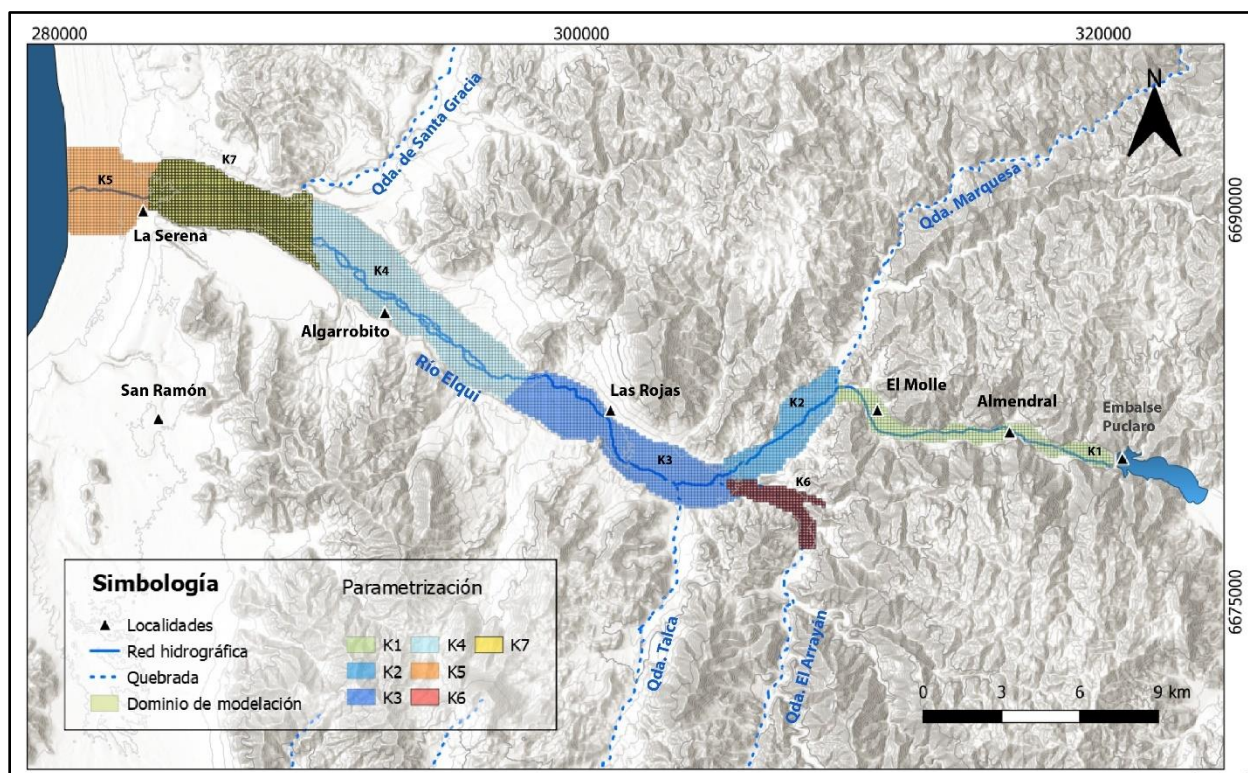 280000
300000
320000
N
Qda. de Santa Gracia
K7
Qda. Marquesa
K5
6690000
La Serena
K4
Algarrobito
Río Elqui
El Molle
San Ramón
Las Rojas
K2
Almendral
Embalse
Puclaro
K3
K1
K6
Simbología
Parametrización
Localidades
Red hidrográfica
Quebrada
Dominio de modelación
K1
K4
K7
K2
K5
K3
K6
Qda. Talca
Qda. El Arrayán
6675000
0 3 6 9 km